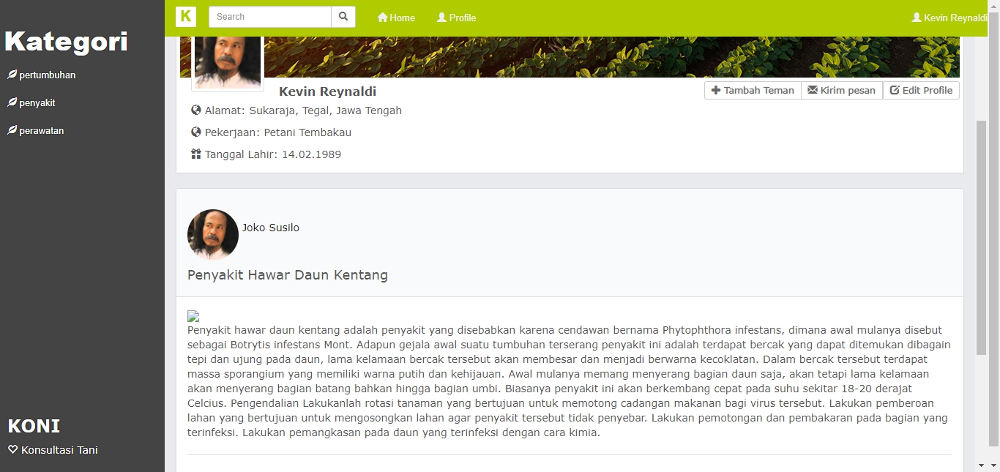 Kategori
pertumbuhan
penyakit
perawatan
KONI
Konsultasi Tani
K
Search
Home
Profile
Kevin Reynaldi
Kevin Reynaldi
Tambah Teman
Kirim pesan
Edit Profile
Alamat: Sukaraja, Tegal, Jawa Tengah
Pekerjaan: Petani Tembakau
Tanggal Lahir: 14.02.1989
Joko Susilo
Penyakit Hawar Daun Kentang
Penyakit hawar daun kentang adalah penyakit yang disebabkan karena cendawan bernama Phytophthora infestans, dimana awal mulanya disebut
sebagai Botrytis infestans Mont. Adapun gejala awal suatu tumbuhan terserang penyakit ini adalah terdapat bercak yang dapat ditemukan dibagain
tepi dan ujung pada daun, lama kelamaan bercak tersebut akan membesar dan menjadi berwarna kecoklatan. Dalam bercak tersebut terdapat
massa sporangium yang memiliki warna putih dan kehijauan. Awal mulanya memang menyerang bagian daun saja, akan tetapi lama kelamaan
akan menyerang bagian batang bahkan hingga bagian umbi. Biasanya penyakit ini akan berkembang cepat pada suhu sekitar 18-20 derajat
Celcius. Pengendalian Lakukanlah rotasi tanaman yang bertujuan untuk memotong cadangan makanan bagi virus tersebut. Lakukan pemberoan
lahan yang bertujuan untuk mengosongkan lahan agar penyakit tersebut tidak penyebar. Lakukan pemotongan dan pembakaran pada bagian yang
terinfeksi. Lakukan pemangkasan pada daun yang terinfeksi dengan cara kimia.